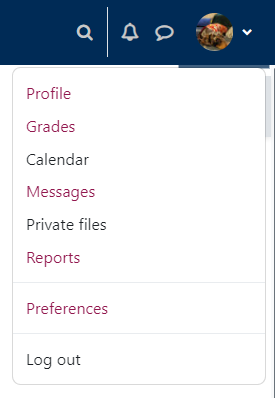 Profile
Grades
Calendar
Messages
Private files
Reports
Preferences
Log out